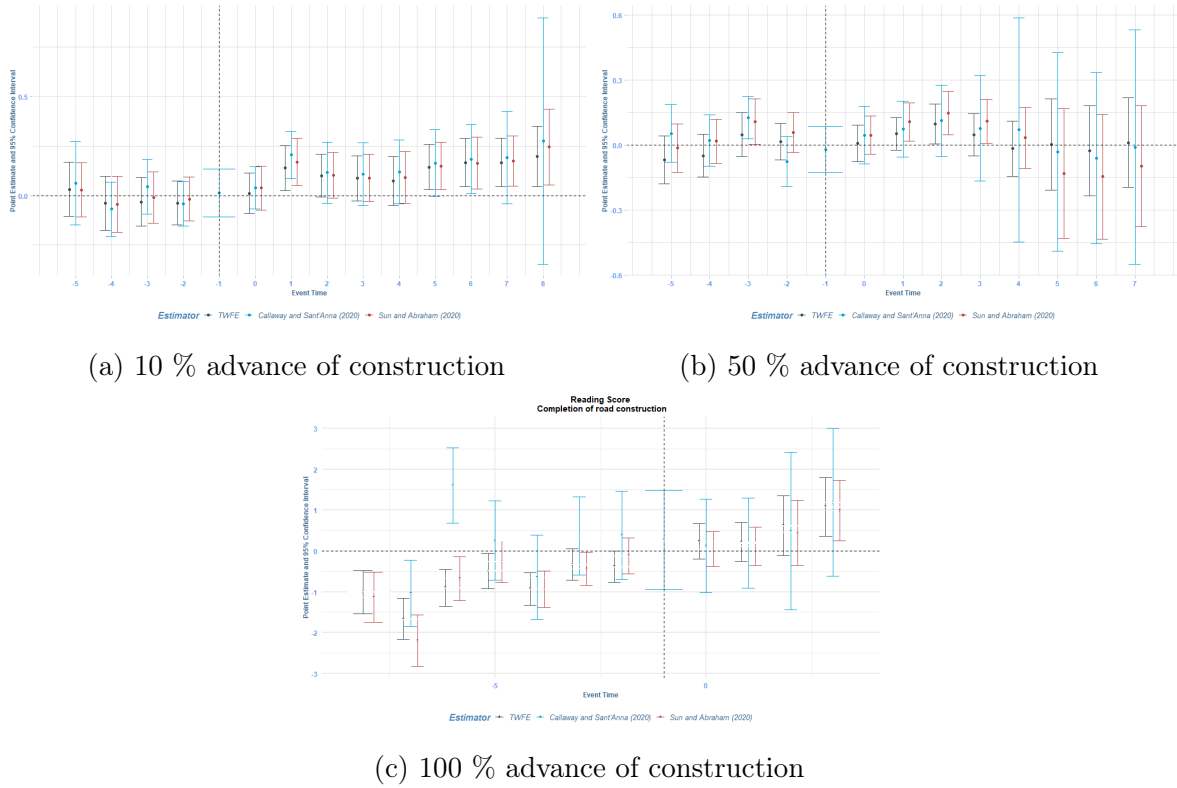 Point Estimate and 95% Confidence Interval
0.5
0.0
-5 -4 -3 -2 -1 0 1 2 3 4 5 6 7 8
Event Time
Estimator TWFE Callaway and Sant'Anna (2020) Sun and Abraham (2020)
(a) 10 % advance of construction
Point Estimate and 95% Confidence Interval
0.6
0.3
0.0
-0.3
-0.6
-5 -4 -3 -2 -1 0 1 2 3 4 5 6 7
Event Time
Estimator TWFE Callaway and Sant'Anna (2020) Sun and Abraham (2020)
(b) 50 % advance of construction
Reading Score
Completion of road construction
Point Estimate and 95% Confidence Interval
3
2
1
0
-1
-2
-3
-5 0
Event Time
Estimator TWFE Callaway and Sant'Anna (2020) Sun and Abraham (2020)
(c) 100 % advance of construction